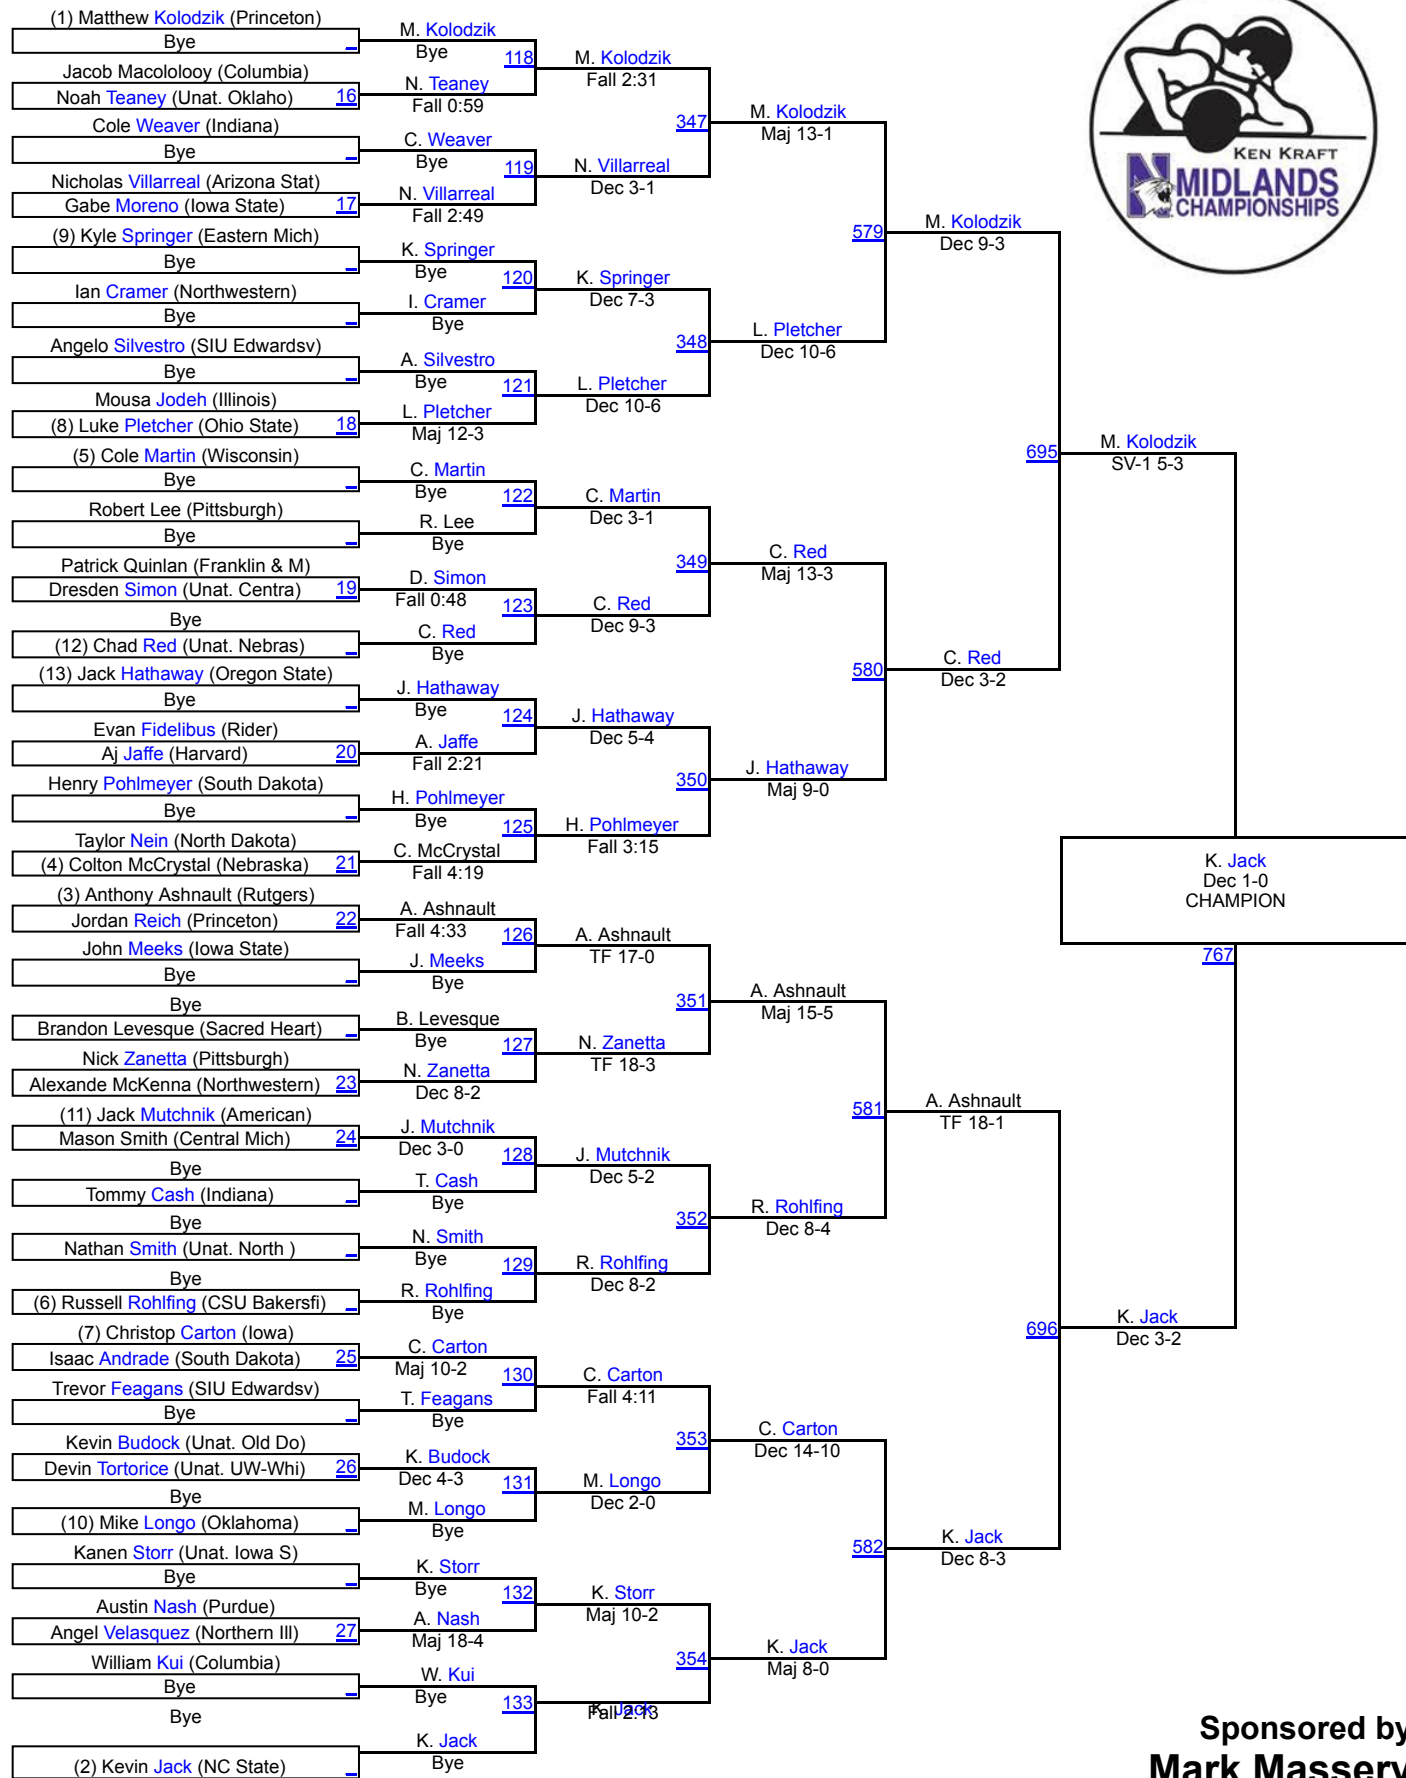 (1) Matthew Kolodzik (Princeton)
Bye
Jacob Macololooy (Columbia)
Noah Teaney (Unat. Oklaho) 16
Cole Weaver (Indiana)
Bye
Nicholas Villarreal (Arizona Stat)
Gabe Moreno (Iowa State) 17
(9) Kyle Springer (Eastern Mich)
Bye
Ian Cramer (Northwestern)
Bye
Angelo Silvestro (SIU Edwardsv)
Bye
Mousa Jodeh (Illinois)
(8) Luke Pletcher (Ohio State) 18
(5) Cole Martin (Wisconsin)
Bye
Robert Lee (Pittsburgh)
Bye
Patrick Quinlan (Franklin & M)
Dresden Simon (Unat. Centra) 19
Bye
(12) Chad Red (Unat. Nebras)
(13) Jack Hathaway (Oregon State)
Bye
Evan Fidelibus (Rider)
Aj Jaffe (Harvard) 20
Henry Pohlmeyer (South Dakota)
Bye
Taylor Nein (North Dakota)
(4) Colton McCrystal (Nebraska) 21
(3) Anthony Ashnault (Rutgers)
Jordan Reich (Princeton) 22
John Meeks (Iowa State)
Bye
Bye
Brandon Levesque (Sacred Heart)
Nick Zanetta (Pittsburgh)
Alexande McKenna (Northwestern) 23
(11) Jack Mutchnik (American)
Mason Smith (Central Mich) 24
Bye
Tommy Cash (Indiana)
Bye
Nathan Smith (Unat. North )
Bye
(6) Russell Rohlfing (CSU Bakersfi)
(7) Christop Carton (Iowa)
Isaac Andrade (South Dakota) 25
Trevor Feagans (SIU Edwardsv)
Bye
Kevin Budock (Unat. Old Do)
Devin Tortorice (Unat. UW-Whi) 26
Bye
(10) Mike Longo (Oklahoma)
Kanen Storr (Unat. Iowa S)
Bye
Austin Nash (Purdue)
Angel Velasquez (Northern Ill) 27
William Kui (Columbia)
Bye
Bye
(2) Kevin Jack (NC State)
M. Kolodzik
Bye
118
N. Teaney
Fall 0:59
C. Weaver
Bye
119
N. Villarreal
Fall 2:49
K. Springer
Bye
120
I. Cramer
Bye
A. Silvestro
Bye
121
L. Pletcher
Maj 12-3
C. Martin
Bye
122
R. Lee
Bye
D. Simon
Fall 0:48
123
C. Red
Bye
J. Hathaway
Bye
124
A. Jaffe
Fall 2:21
H. Pohlmeyer
Bye
125
C. McCrystal
Fall 4:19
A. Ashnault
Fall 4:33
126
J. Meeks
Bye
B. Levesque
Bye
127
N. Zanetta
Dec 8-2
J. Mutchnik
Dec 3-0
128
T. Cash
Bye
N. Smith
Bye
129
R. Rohlfing
Bye
C. Carton
Maj 10-2
130
T. Feagans
Bye
K. Budock
Dec 4-3
131
M. Longo
Bye
K. Storr
Bye
132
A. Nash
Maj 18-4
W. Kui
Bye
133
K. Jack
Bye
M. Kolodzik
Fall 2:31
347
N. Villarreal
Dec 3-1
K. Springer
Dec 7-3
348
L. Pletcher
Dec 10-6
C. Martin
Dec 3-1
349
C. Red
Dec 9-3
J. Hathaway
Dec 5-4
350
H. Pohlmeyer
Fall 3:15
A. Ashnault
TF 17-0
351
N. Zanetta
TF 18-3
J. Mutchnik
Dec 5-2
352
R. Rohlfing
Dec 8-2
C. Carton
Fall 4:11
353
M. Longo
Dec 2-0
K. Storr
Maj 10-2
354
K. Jack
Fall 2:13
M. Kolodzik
Maj 13-1
579
L. Pletcher
Dec 10-6
C. Red
Maj 13-3
580
J. Hathaway
Maj 9-0
A. Ashnault
Maj 15-5
581
R. Rohlfing
Dec 8-4
C. Carton
Dec 14-10
582
K. Jack
Maj 8-0
M. Kolodzik
Dec 9-3
695
C. Red
Dec 3-2
A. Ashnault
TF 18-1
696
K. Jack
Dec 8-3
M. Kolodzik
SV-1 5-3
K. Jack
Dec 3-2
K. Jack
Dec 1-0
CHAMPION
767
KEN KRAFT
N MIDLANDS
CHAMPIONSHIPS
Sponsored by
Mark Massery